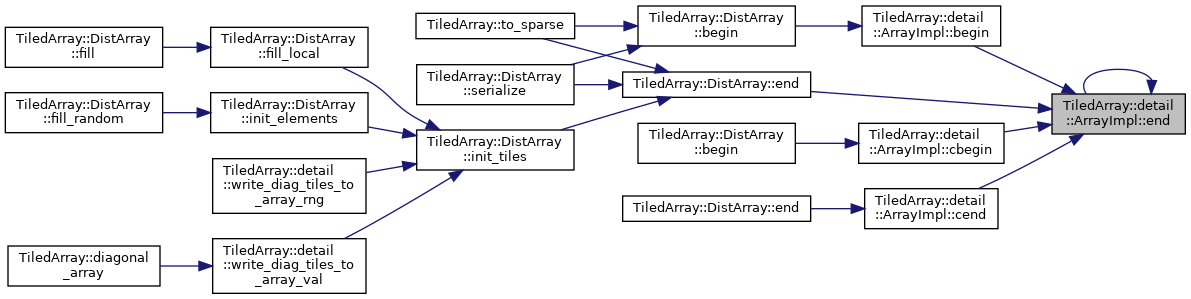 TiledArray::DistArray
::fill
TiledArray::DistArray
::fill_random
TiledArray::diagonal
_array
TiledArray::DistArray
::fill_local
TiledArray::DistArray
::init_elements
TiledArray::detail
::write_diag_tiles_to
_array_rng
TiledArray::detail
::write_diag_tiles_to
_array_val
TiledArray::to_sparse
TiledArray::DistArray
::serialize
TiledArray::DistArray
::init_tiles
TiledArray::DistArray
::begin
TiledArray::DistArray::end
TiledArray::DistArray
::begin
TiledArray::DistArray::end
TiledArray::detail
::ArrayImpl::begin
TiledArray::detail
::ArrayImpl::cbegin
TiledArray::detail
::ArrayImpl::cend
TiledArray::detail
::ArrayImpl::end